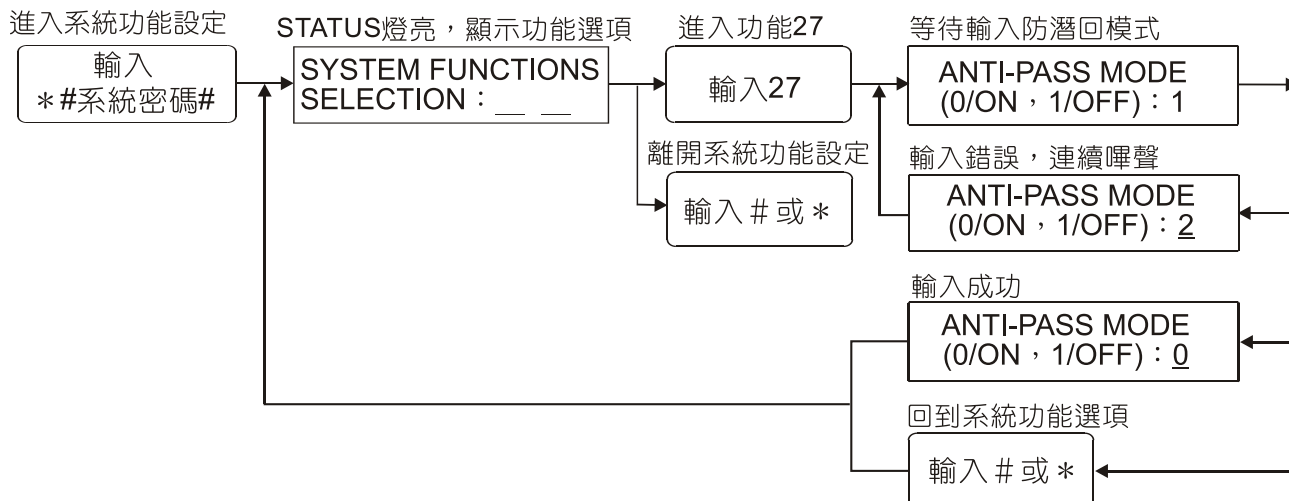 進入系統功能設定
輸入
＊#系統密碼#
STATUS燈亮，顯示功能選項
SYSTEM FUNCTIONS
SELECTION：__ __
進入功能27
輸入27
離開系統功能設定
輸入＃或＊
等待輸入防潛回模式
ANTI-PASS MODE
(0/ON，1/OFF)：1
輸入錯誤，連續嗶聲
ANTI-PASS MODE
(0/ON，1/OFF)：2
輸入成功
ANTI-PASS MODE
(0/ON，1/OFF)：0
回到系統功能選項
輸入＃或＊